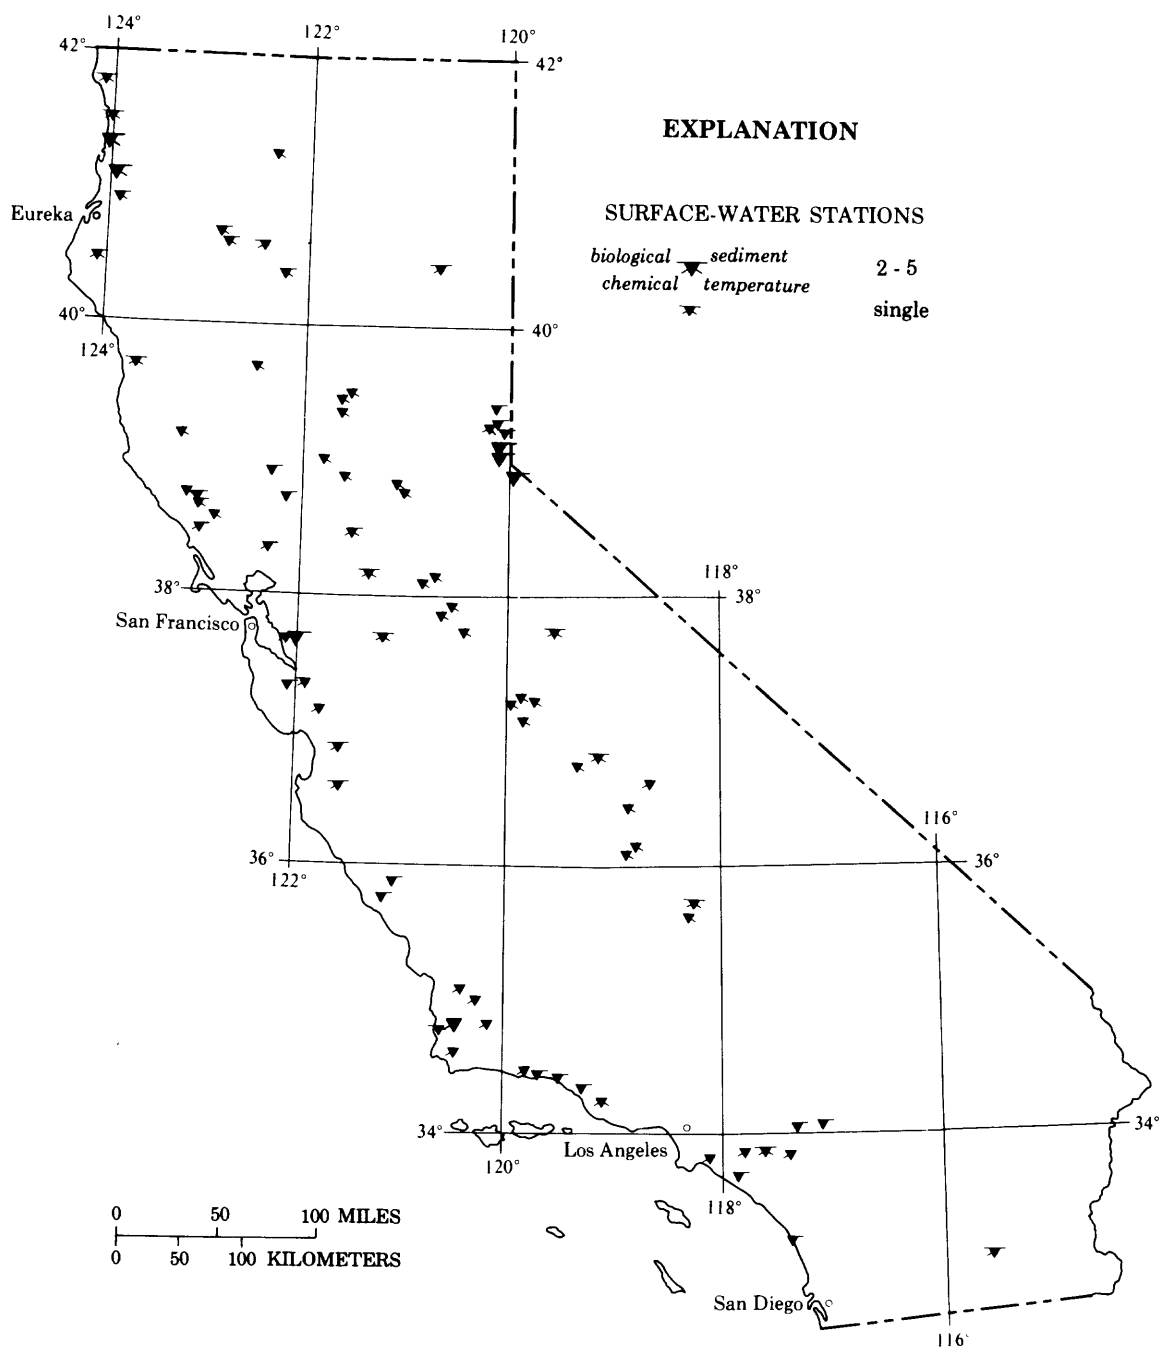 124°
122°
120°
42°
42°
EXPLANATION
SURFACE-WATER STATIONS
Eureka
biological sediment
2 - 5
chemical temperature
single
40°
40°
124°
118°
38°
38°
San Francisco
116°
36°
36°
122°
34°
34°
Los Angeles
120°
118°
0 50 100 MILES
0 50 100 KILOMETERS
San Diego
116°